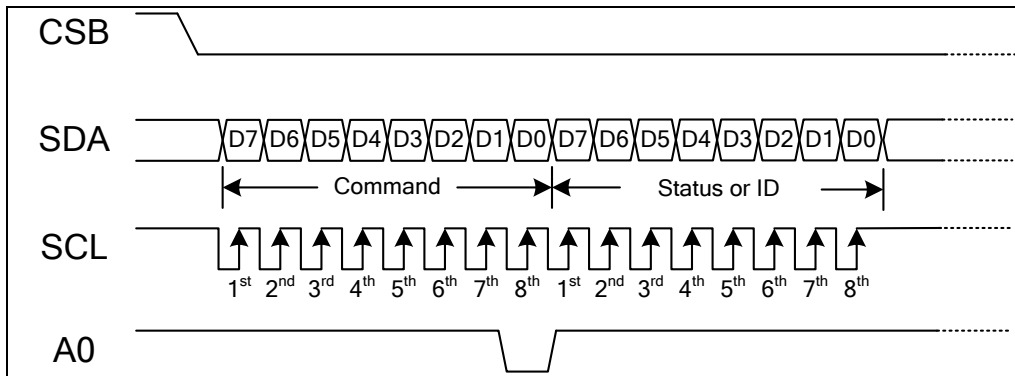 CSB
SDA D7 D6 D5 D4 D3 D2 D1 D0 D7 D6 D5 D4 D3 D2 D1 D0
Command Status or ID
SCL
1st 2nd 3rd 4th 5th 6th 7th 8th 1st 2nd 3rd 4th 5th 6th 7th 8th
A0